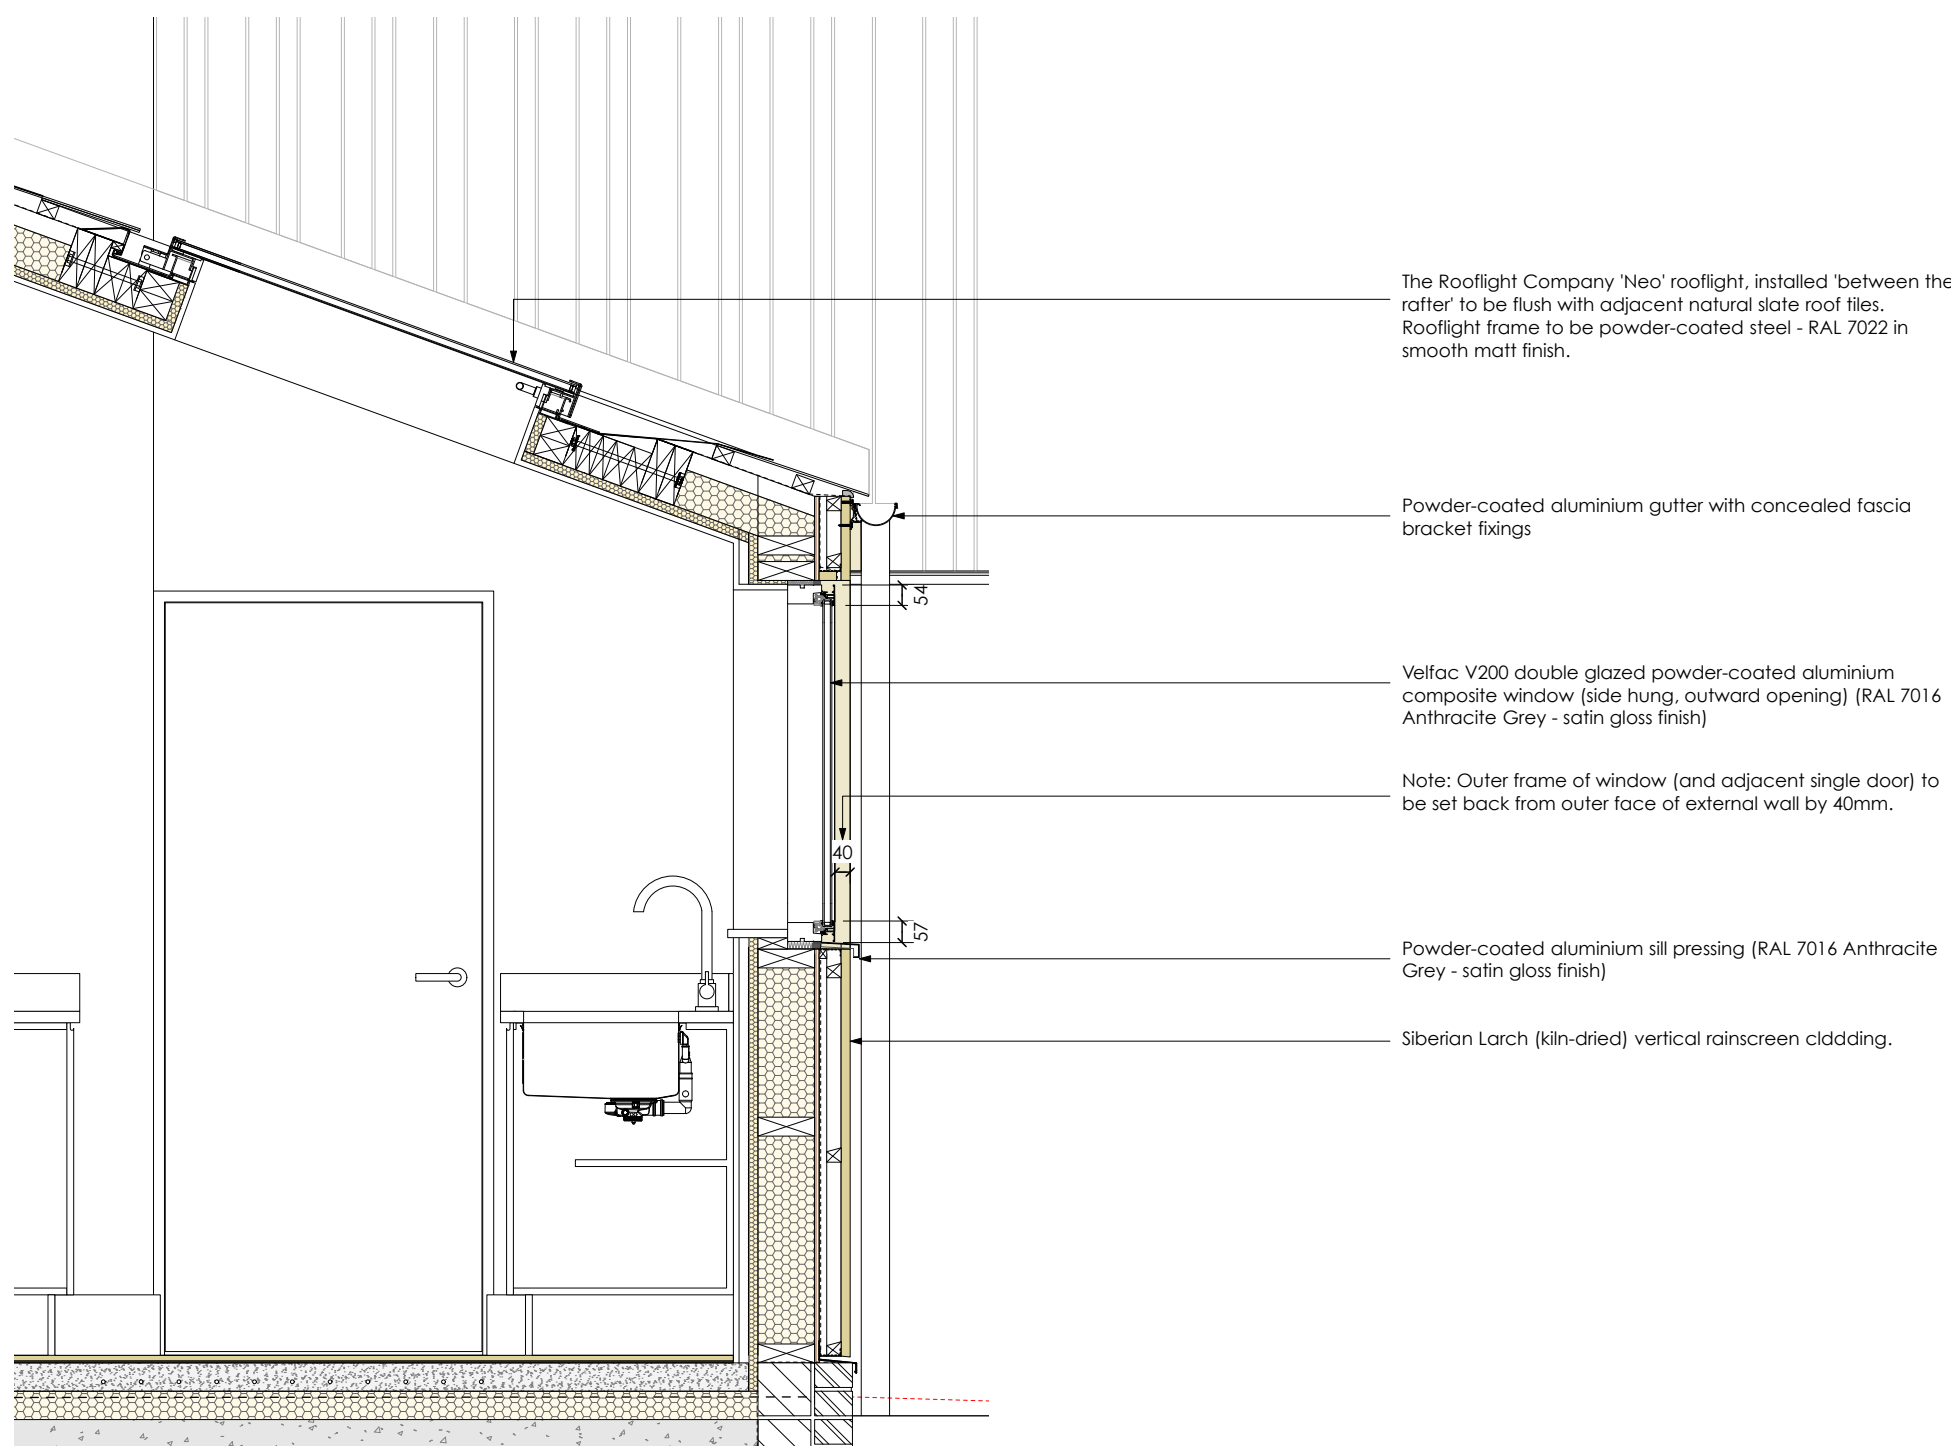 The Rooflight Company 'Neo' rooflight, installed 'between the
rafter' to be flush with adjacent natural slate roof tiles.
Rooflight frame to be powder-coated steel - RAL 7022 in
smooth matt finish.
Powder-coated aluminium gutter with concealed fascia
bracket fixings
54
Velfac V200 double glazed powder-coated aluminium
composite window (side hung, outward opening) (RAL 7016
Anthracite Grey - satin gloss finish)
Note: Outer frame of window (and adjacent single door) to
be set back from outer face of external wall by 40mm.
40
57
Powder-coated aluminium sill pressing (RAL 7016 Anthracite
Grey - satin gloss finish)
Siberian Larch (kiln-dried) vertical rainscreen clddding.